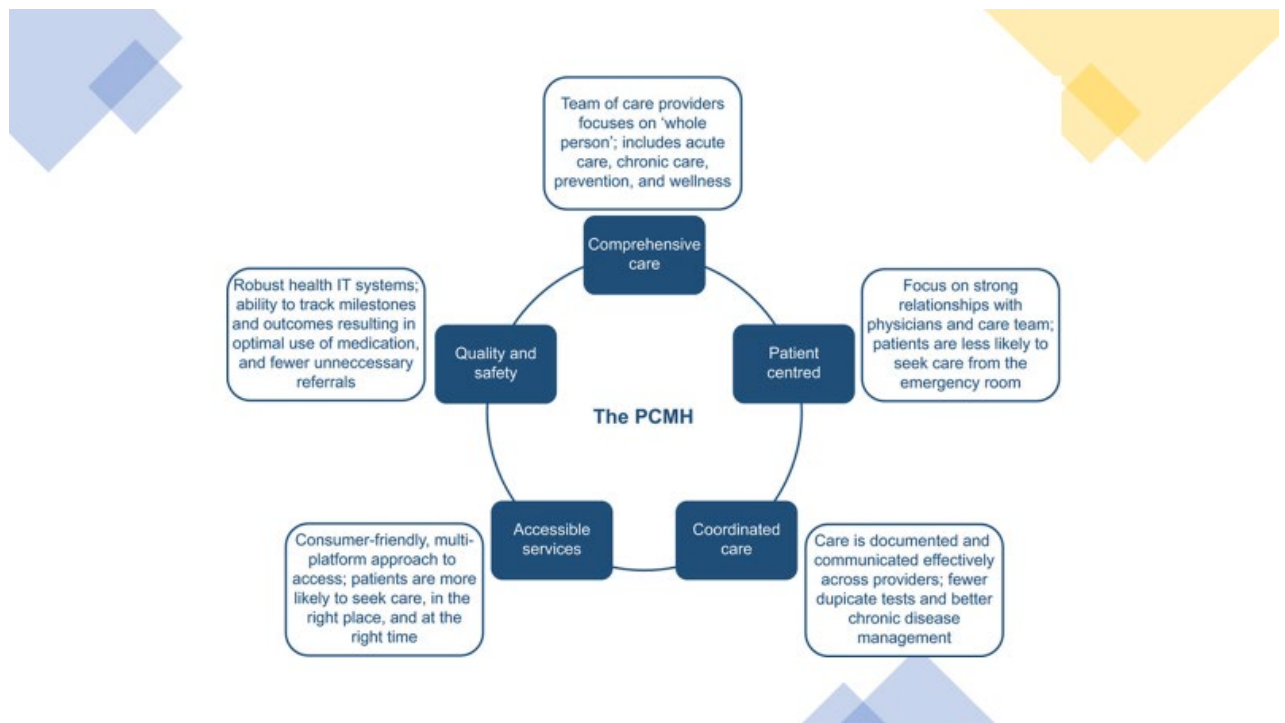 Team of care providers
focuses on ‘whole
person’; includes acute
care, chronic care,
prevention, and wellness
Comprehensive
care
Robust health IT systems;
ability to track milestones
and outcomes resulting in
optimal use of medication,
and fewer unneccessary
referrals
Quality and
safety
Patient
centred
Focus on strong
relationships with
physicians and care team;
patients are less likely to
seek care from the
emergency room
The PCMH
Consumer-friendly, multi-
platform approach to
access; patients are more
likely to seek care, in the
right place, and at the
right time
Accessible
services
Coordinated
care
Care is documented and
communicated effectively
across providers; fewer
dupicate tests and better
chronic disease
management